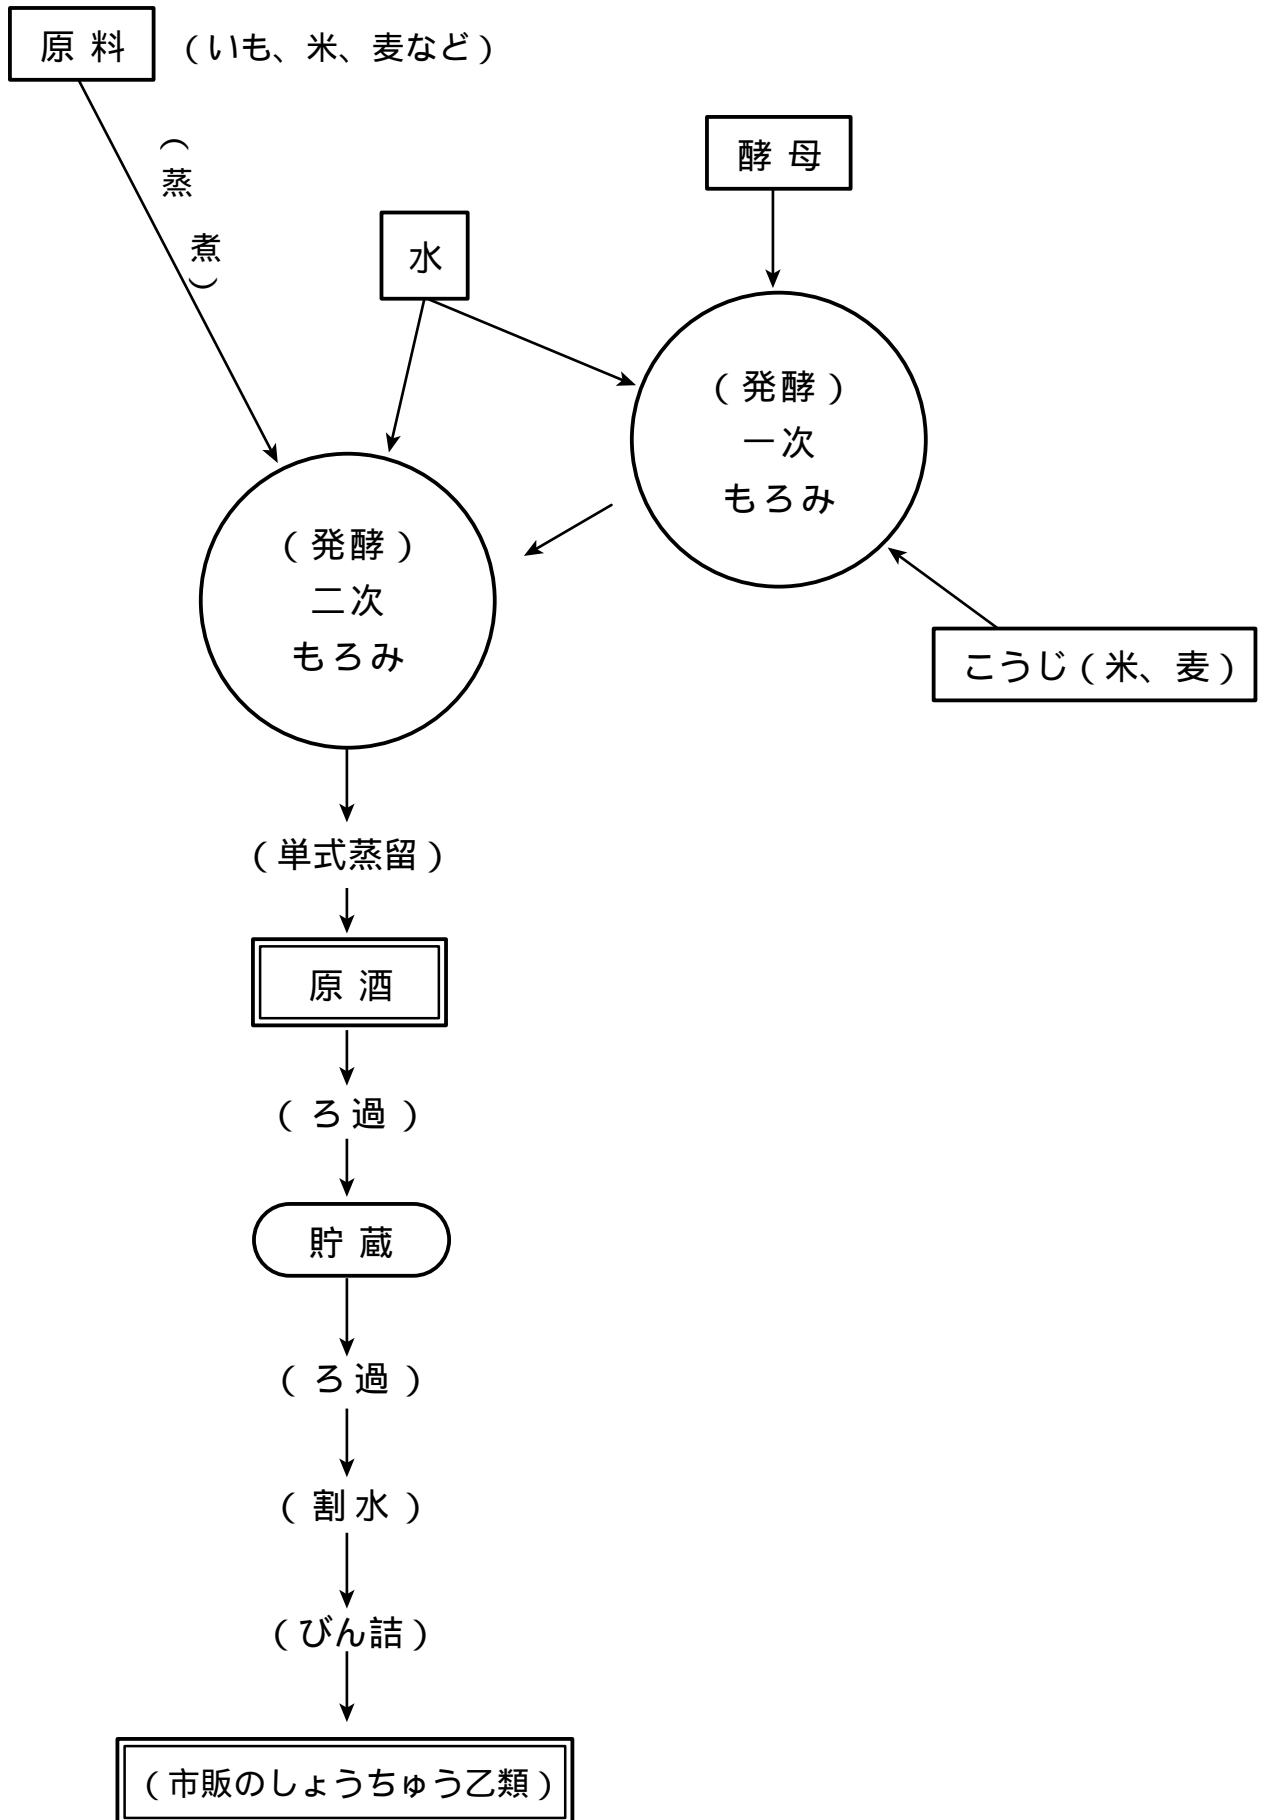 原料 (いも、米、麦など)
(蒸煮)
酵母
水
(発酵)
一次
もろみ
(発酵)
二次
もろみ
こうじ(米、麦)
(単式蒸留)
原酒
(ろ過)
貯蔵
(ろ過)
(割水)
(びん詰)
(市販のしょうちゅう乙類)